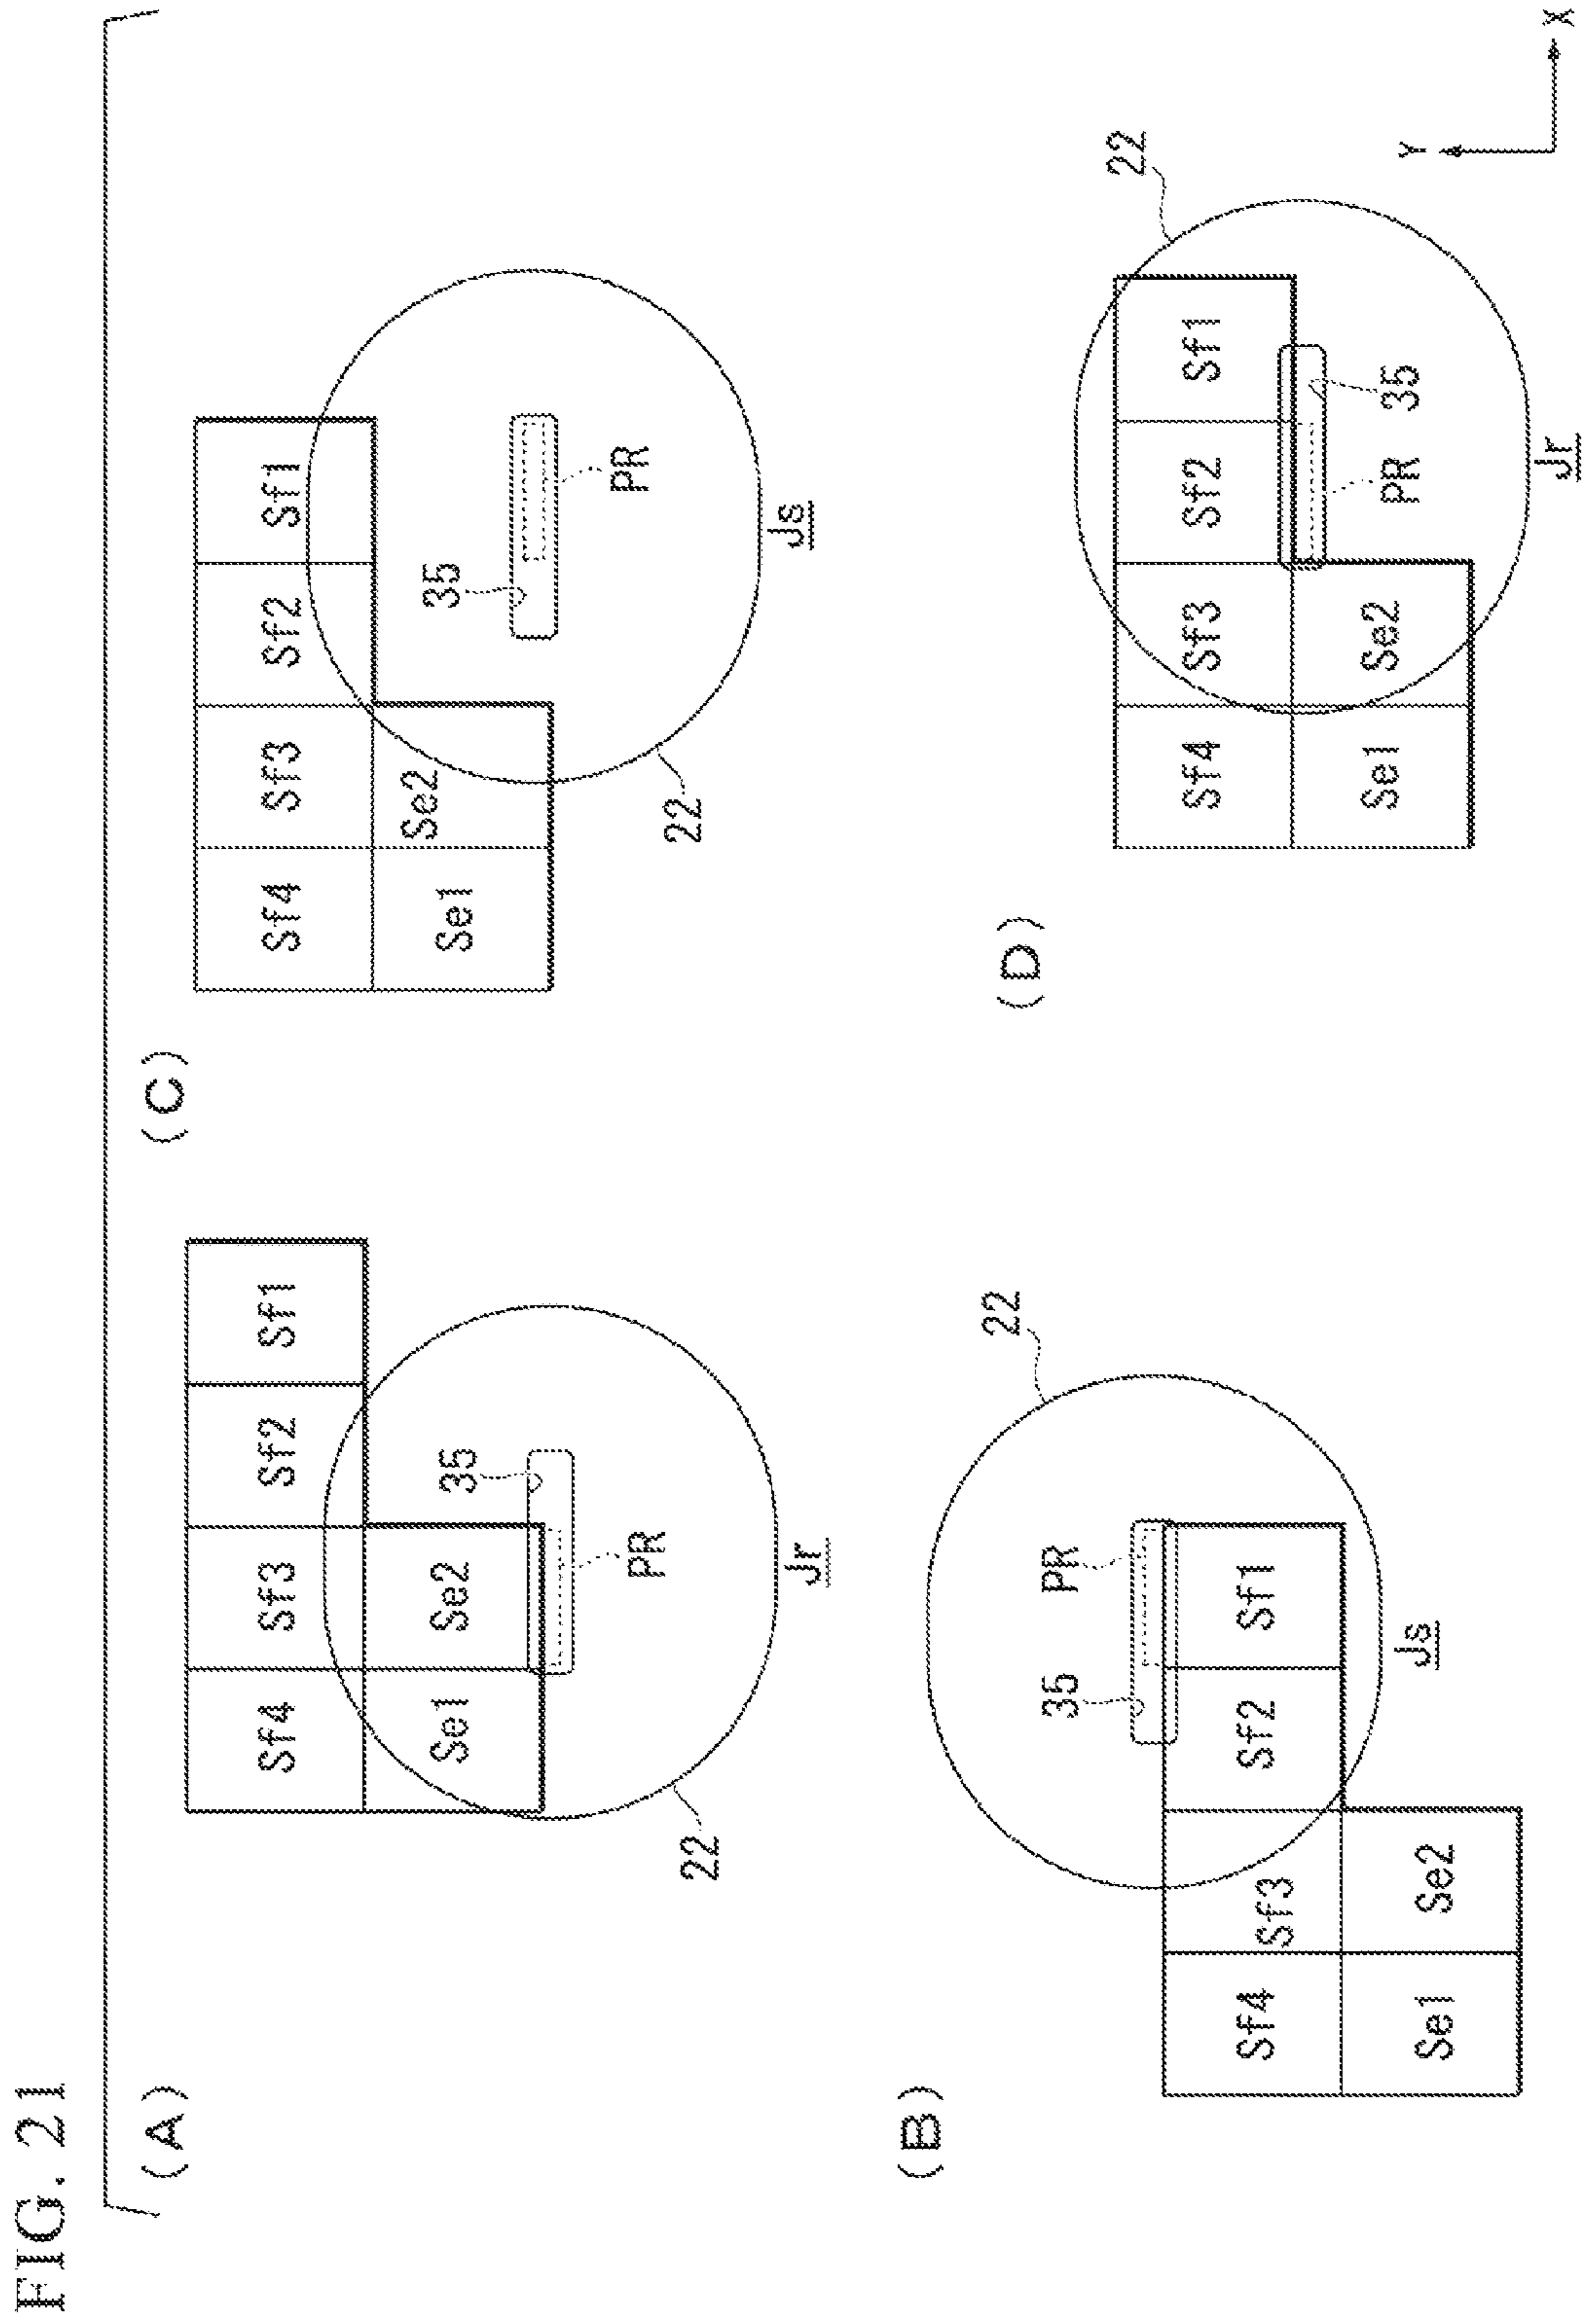 FIG. 21
(A)
Sf4 Sf3 Sf2 Sf1
Se1 Se2 35
PR
22
Jr
(B)
22
35 PR
Sf4 Sf3 Sf2 Sf1
Se1 Se2
Js
(C)
Sf4 Sf3 Sf2 Sf1
Se1 Se2 35
PR
22
Js
(D)
22
Sf4 Sf3 Sf2 Sf1
Se1 Se2 PR 35
Jr
Y
X